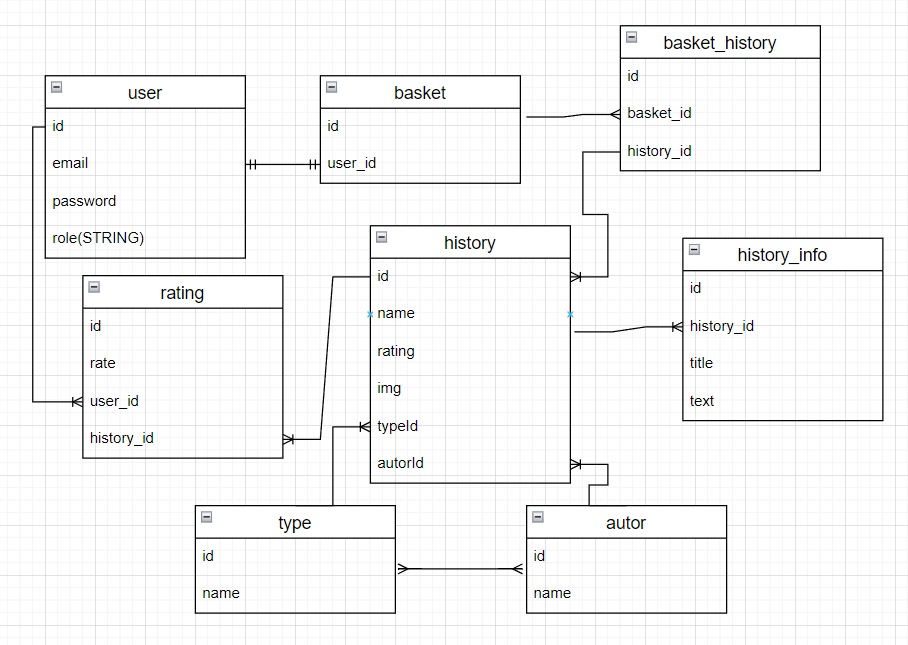 basket_history
id
basket_id
history_id
user
id
email
password
role(STRING)
basket
id
user_id
history
id
name
rating
img
typeId
autorId
history_info
id
history_id
title
text
rating
id
rate
user_id
history_id
type
id
name
autor
id
name